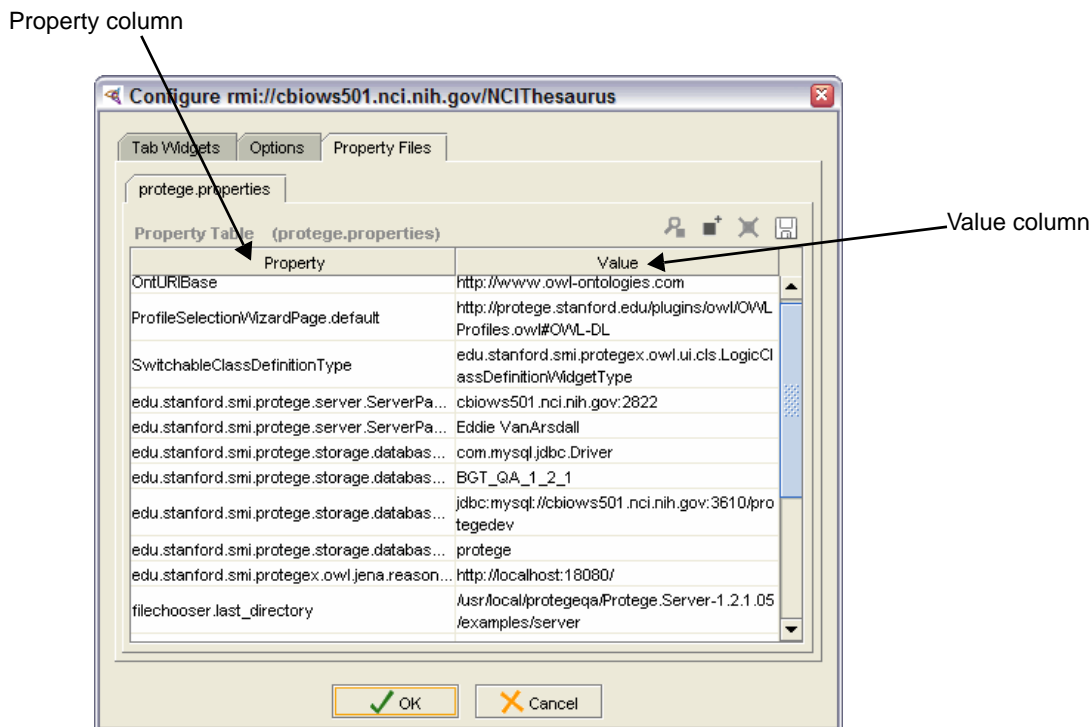 Property column
Configure rmi://cbiows501.nci.nih.gov/NCIThesaurus
Tab Widgets Options Property Files
protege.properties
Property Table (protege.properties)
Value column
Property Value
OntURIBase http://www.owl-ontologies.com
ProfileSelectionWizardPage.default http://protege.stanford.edu/plugins/owl/OWL
Profiles.owl#OWL-DL
SwitchableClassDefinitionType edu.stanford.smi.protegex.owl.ui.cls.LogicCl
assDefinitionWidgetType
edu.stanford.smi.protege.server.ServerPa... cbiows501.nci.nih.gov:2822
edu.stanford.smi.protege.server.ServerPa... Eddie VanArsdall
edu.stanford.smi.protege.storage.databas... com.mysql.jdbc.Driver
edu.stanford.smi.protege.storage.databas... BGT_QA_1_2_1
edu.stanford.smi.protege.storage.databas... jdbc:mysql://cbiows501.nci.nih.gov:3610/pro
tegedev
edu.stanford.smi.protege.storage.databas... protege
edu.stanford.smi.protegex.owl.jena.reason... http://localhost:18080/
filechooser.last_directory /usr/local/protegeqa/Protege.Server-1.2.1.05
/examples/server
OK Cancel